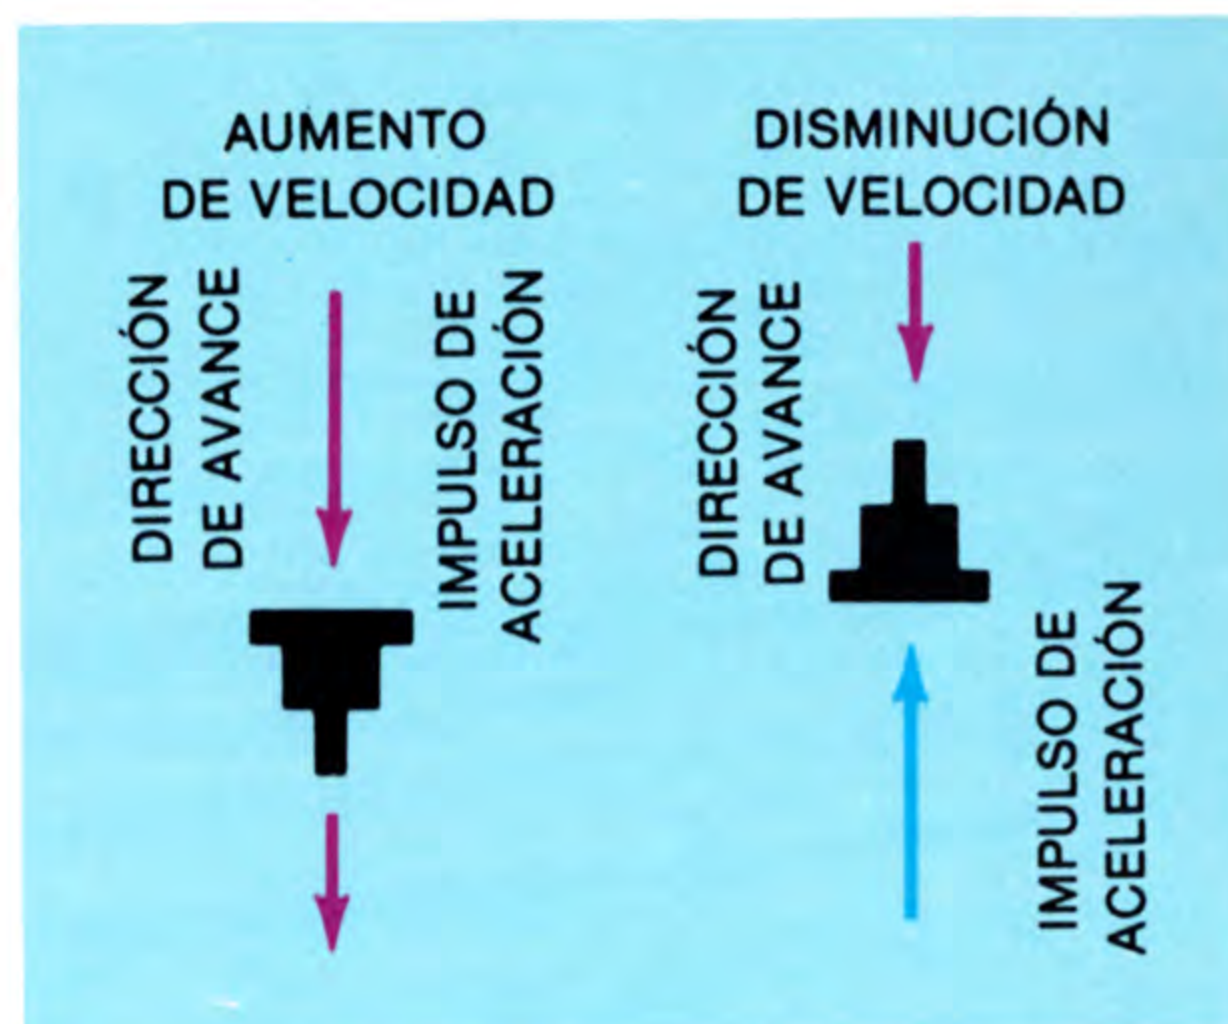 AUMENTO
DE VELOCIDAD
DIRECCIÓN
DE AVANCE
IMPULSO DE
ACELERACIÓN
DISMINUCIÓN
DE VELOCIDAD
DIRECCIÓN
DE AVANCE
IMPULSO DE
ACELERACIÓN